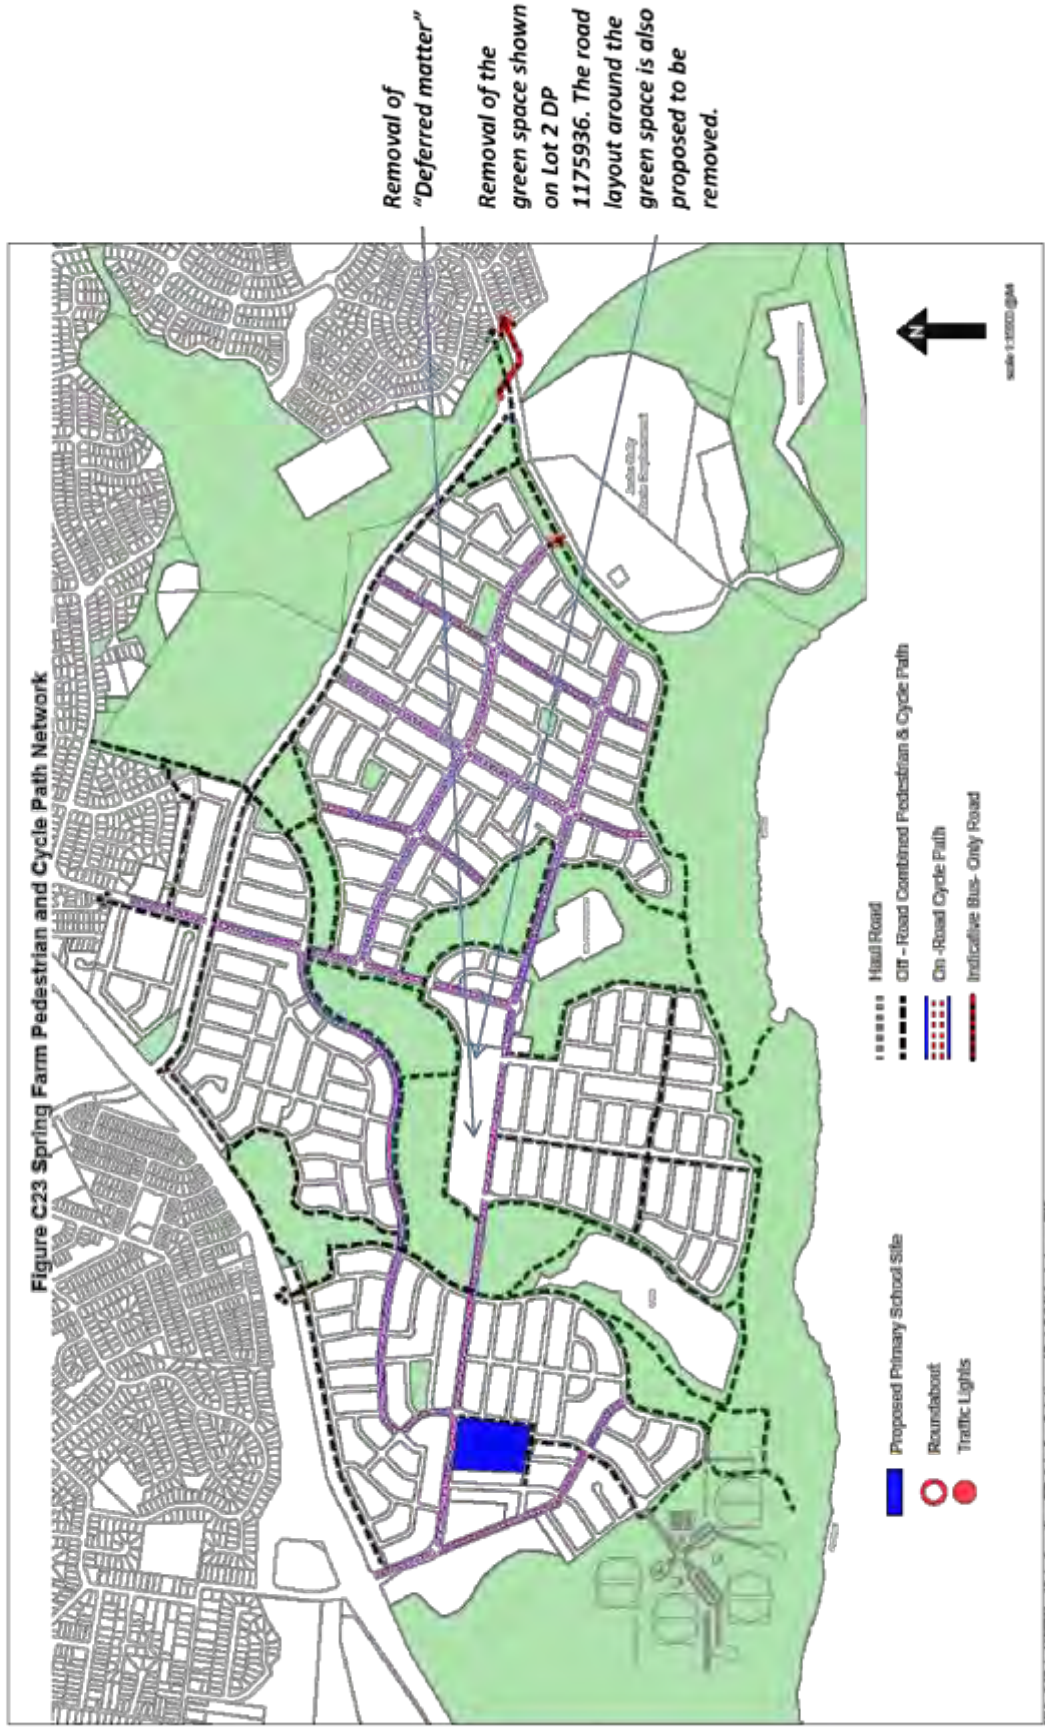 Figure C23 Spring Farm Pedestrian and Cycle Path Network
Removal of
“Deferred matter”
Removal of the
green space shown
on Lot 2 DP
1175936. The road
layout around the
green space is also
proposed to be
removed.
N
Proposed Primary School Site
Roundabout
Traffic Lights
Haul Road
Off - Road Combined Pedestrian & Cycle Path
On -Road Cycle Path
Indicative Bus- Only Road